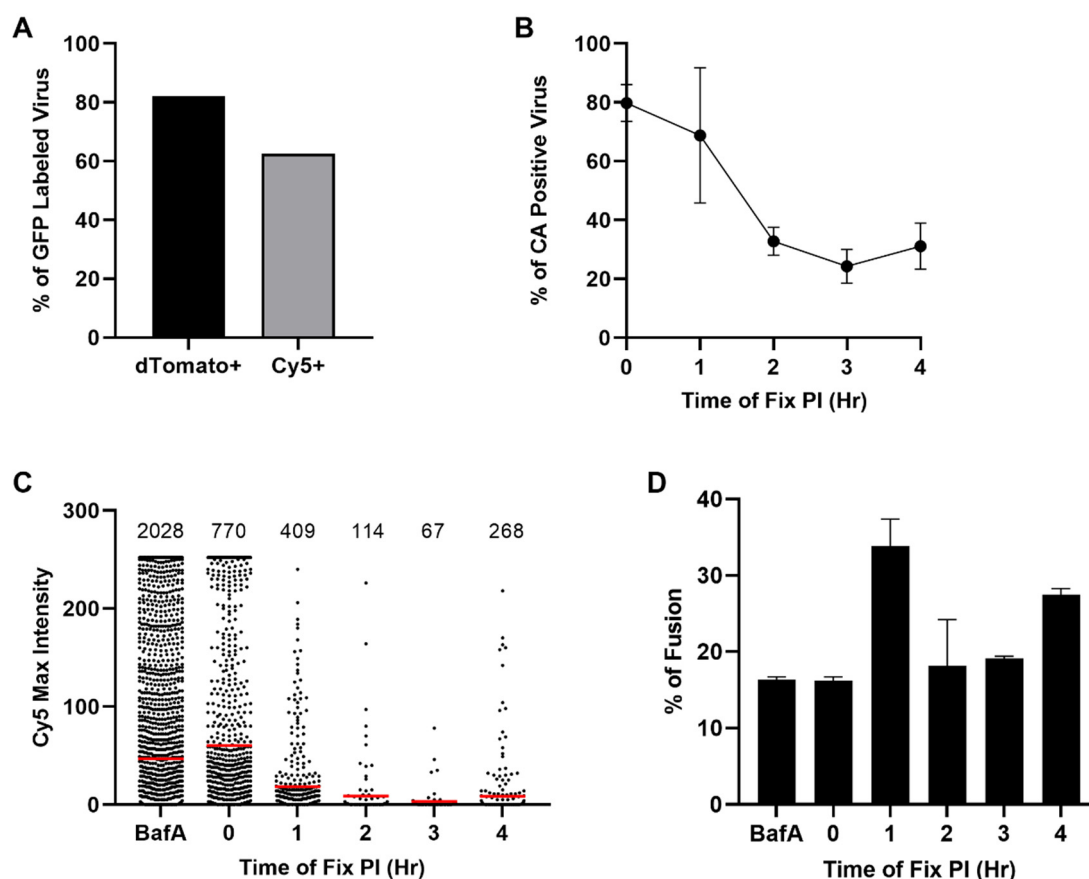 A
% of GFP Labeled Virus
100
80
60
40
20
0
dTomato+ Cy5+
B
% of CA Positive Virus
100
80
60
40
20
0
0 1 2 3 4
Time of Fix PI (Hr)
C
Cy5 Max Intensity
300
200
100
0
2028 770 409 114 67 268
BafA 0 1 2 3 4
Time of Fix PI (Hr)
D
% of Fusion
40
30
20
10
0
BafA 0 1 2 3 4
Time of Fix PI (Hr)